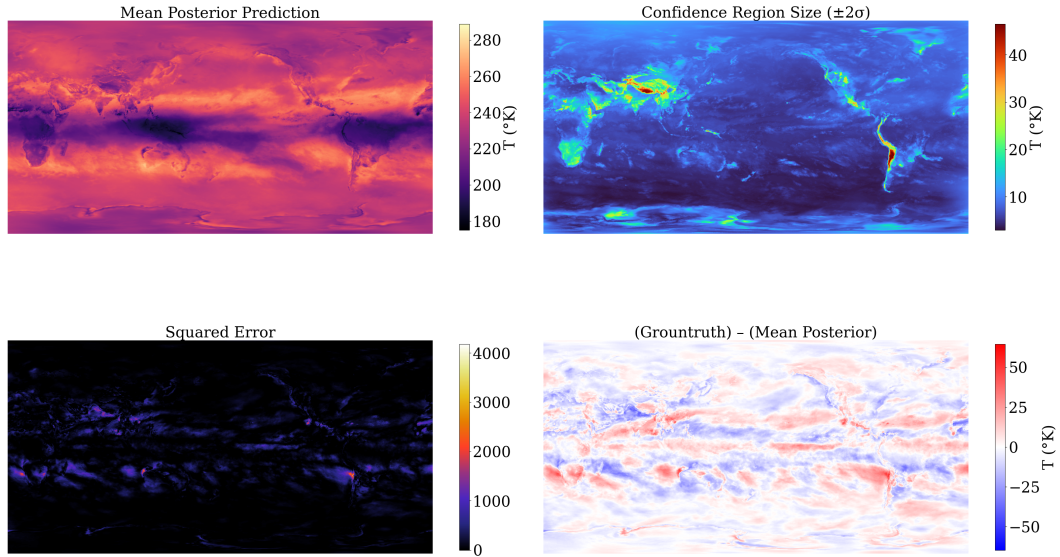 Mean Posterior Prediction
280
260
240
220
200
180
T (°K)
Confidence Region Size (±2σ)
40
30
20
10
T (°K)
Squared Error
4000
3000
2000
1000
0
(Grountruth) – (Mean Posterior)
50
25
0
−25
−50
T (°K)